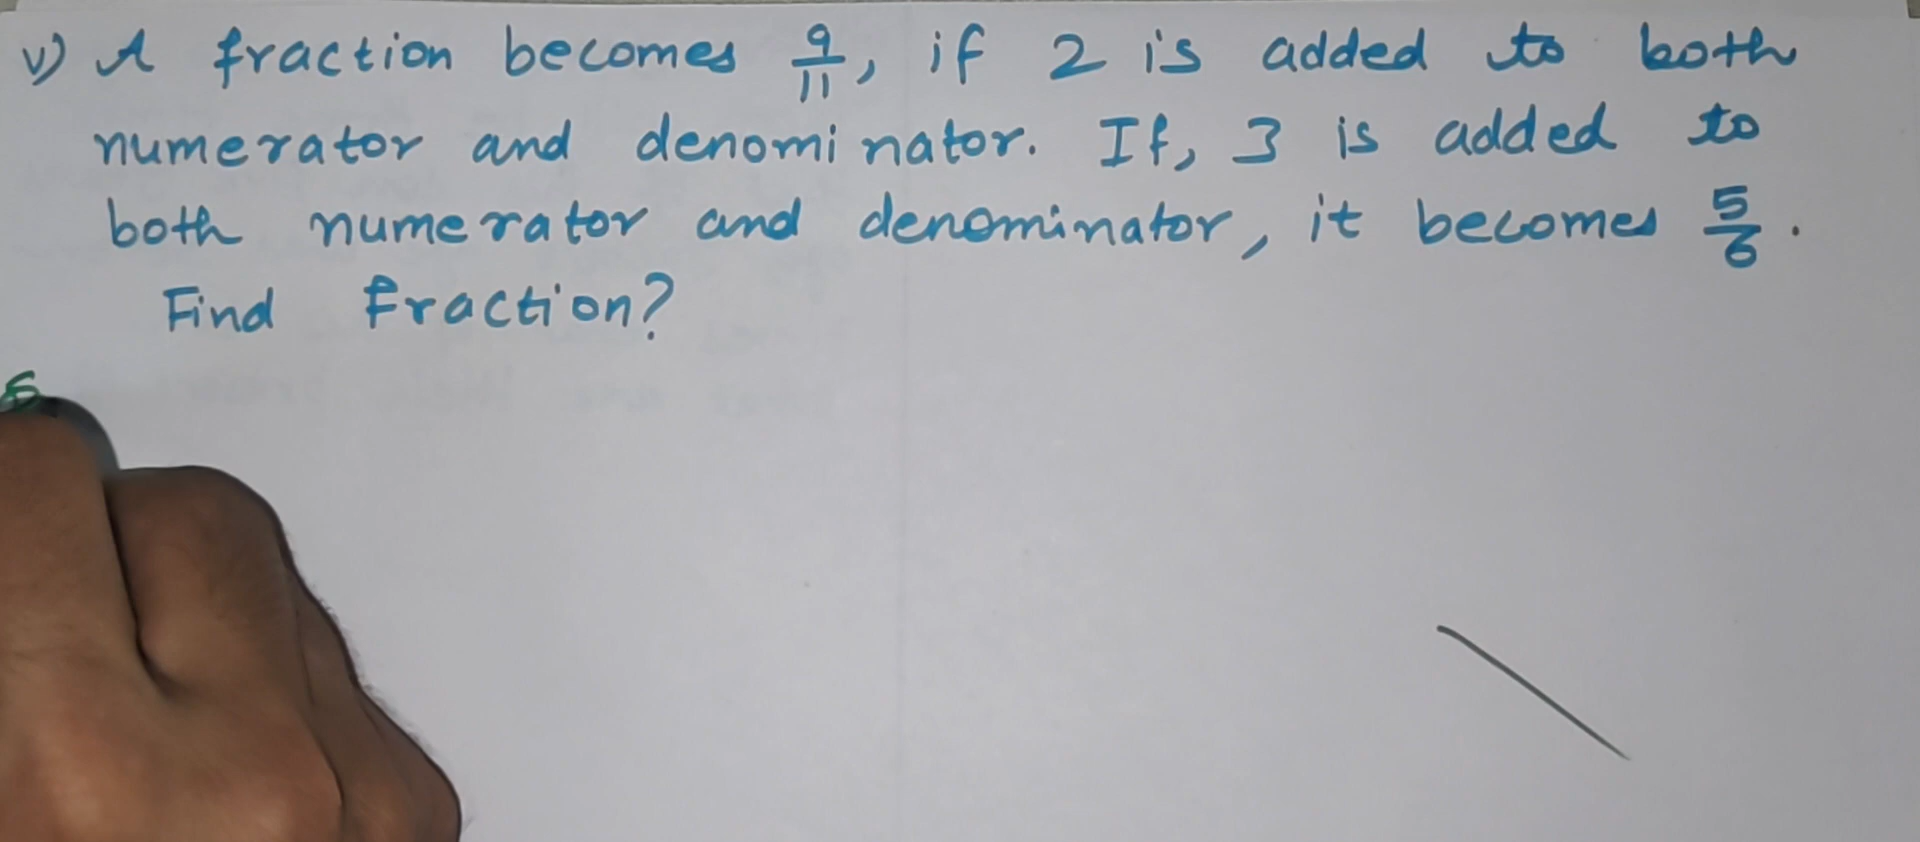 v) A fraction becomes 9/11, if 2 is added to both
numerator and denominator. If, 3 is added to
both numerator and denominator, it becomes 5/6.
Find fraction?